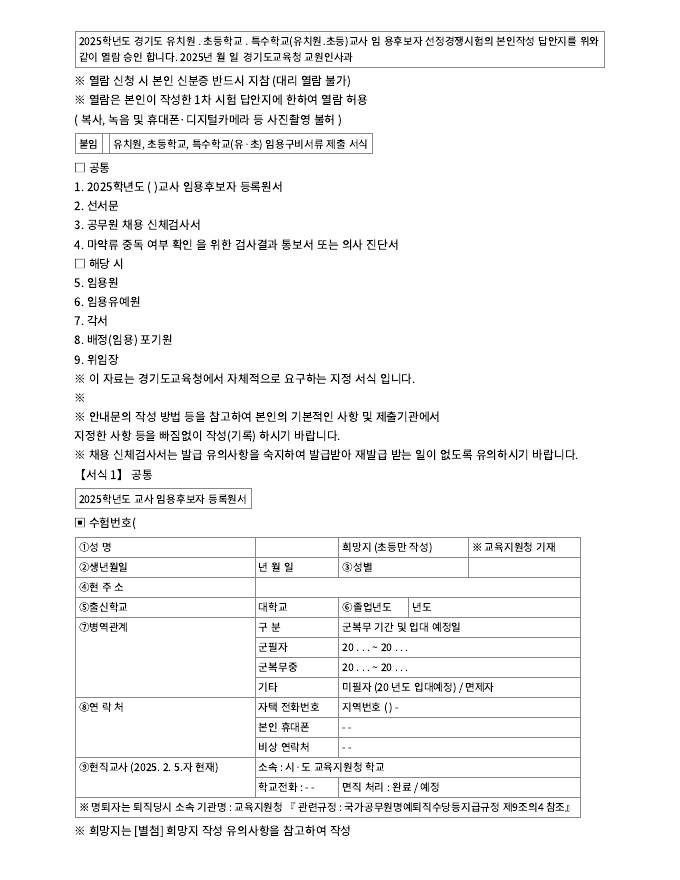 2025학년도 경기도 유치원 . 초등학교 . 특수학교(유치원.초등)교사 임 용후보자 선정경쟁시험의 본인작성 답안지를 위와
같이 열람 승인 합니다. 2025년 월 일 경기도교육청 교원인사과
※ 열람 신청 시 본인 신분증 반드시 지참 (대리 열람 불가)
※ 열람은 본인이 작성한 1차 시험 답안지에 한하여 열람 허용
( 복사, 녹음 및 휴대폰·디지털카메라 등 사진촬영 불허 )
붙임 유치원, 초등학교, 특수학교(유·초) 임용구비서류 제출 서식
□ 공통
1. 2025학년도 ( )교사 임용후보자 등록원서
2. 선서문
3. 공무원 채용 신체검사서
4. 마약류 중독 여부 확인 을 위한 검사결과 통보서 또는 의사 진단서
□ 해당 시
5. 임용원
6. 임용유예원
7. 각서
8. 배정(임용) 포기원
9. 위임장
※ 이 자료는 경기도교육청에서 자체적으로 요구하는 지정 서식 입니다.
※
※ 안내문의 작성 방법 등을 참고하여 본인의 기본적인 사항 및 제출기관에서
지정한 사항 등을 빠짐없이 작성(기록) 하시기 바랍니다.
※ 채용 신체검사서는 발급 유의사항을 숙지하여 발급받아 재발급 받는 일이 없도록 유의하시기 바랍니다.
【서식 1】 공통
2025학년도 교사 임용후보자 등록원서
▣ 수험번호(
①성 명 희망지 (초등만 작성) ※ 교육지원청 기재
②생년월일 년 월 일 ③성별
④현 주 소
⑤출신학교 대학교 ⑥졸업년도 년도
⑦병역관계 구 분 군복무 기간 및 입대 예정일
군필자 20 . . . ~ 20 . . .
군복무중 20 . . . ~ 20 . . .
기타 미필자 (20 년도 입대예정) / 면제자
⑧연 락 처 자택 전화번호 지역번호 ( ) -
본인 휴대폰 - -
비상 연락처 - -
⑨현직교사 (2025. 2. 5.자 현재) 소속 : 시·도 교육지원청 학교
학교전화 : - - 면직 처리 : 완료 / 예정
※ 명퇴자는 퇴직당시 소속 기관명 : 교육지원청 『 관련규정 : 국가공무원명예퇴직수당등지급규정 제9조의4 참조』
※ 희망지는 [별첨] 희망지 작성 유의사항을 참고하여 작성